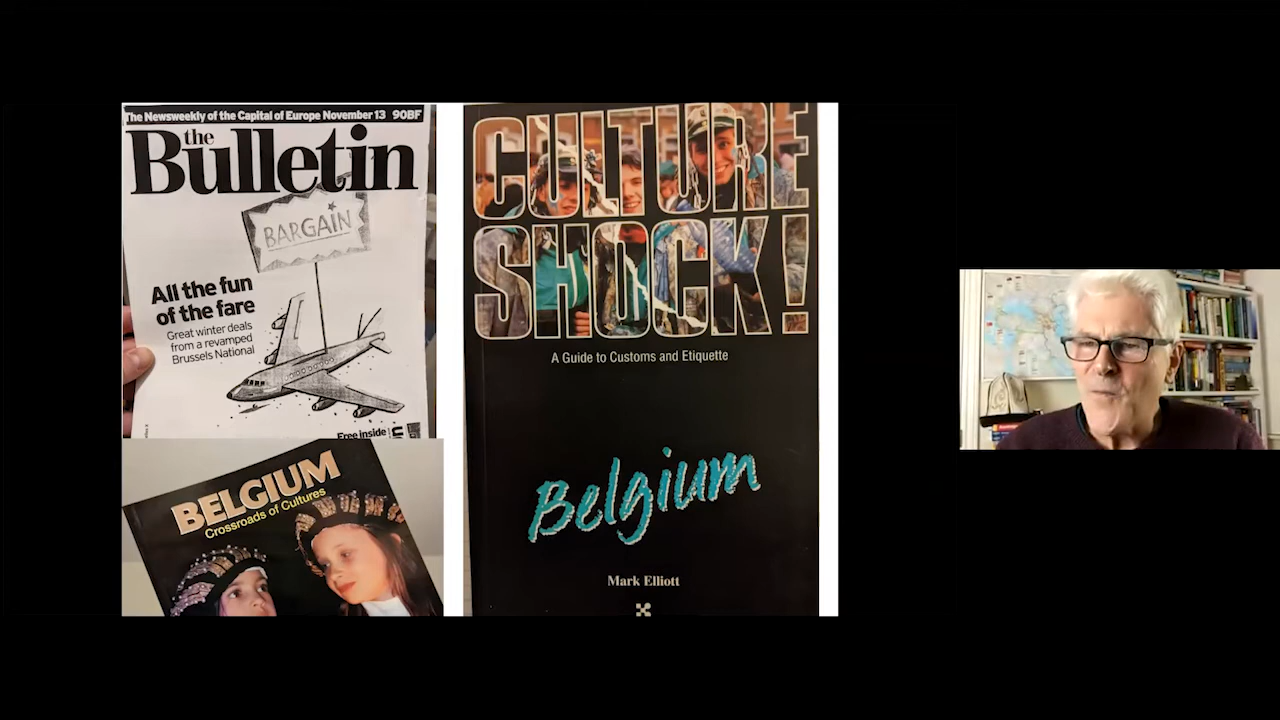 The Newsweekly of the Capital of Europe November 13 90BF
the
Bulletin
BARGAIN
All the fun
of the fare
Great winter deals
from a revamped
Brussels National
Free inside
BELGIUM
Crossroads of Cultures
CULTURE
SHOCK!
A Guide to Customs and Etiquette
Belgium
Mark Elliott